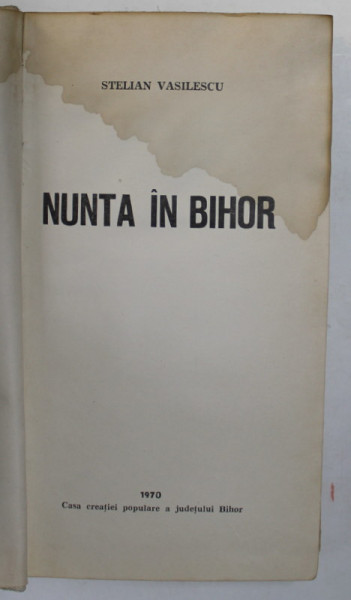 STELIAN VASILESCU
NUNTA ÎN BIHOR
1970
Casa creației populare a județului Bihor